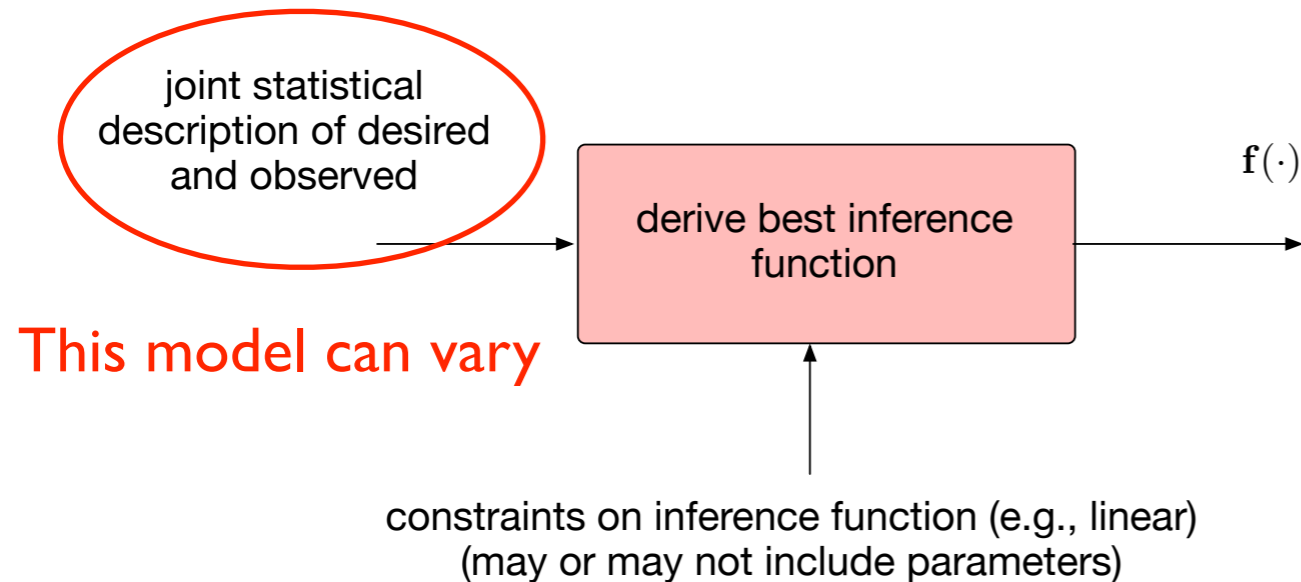 joint statistical
description of desired
and observed
f(·)
derive best inference
function
This model can vary
constraints on inference function (e.g., linear)
(may or may not include parameters)